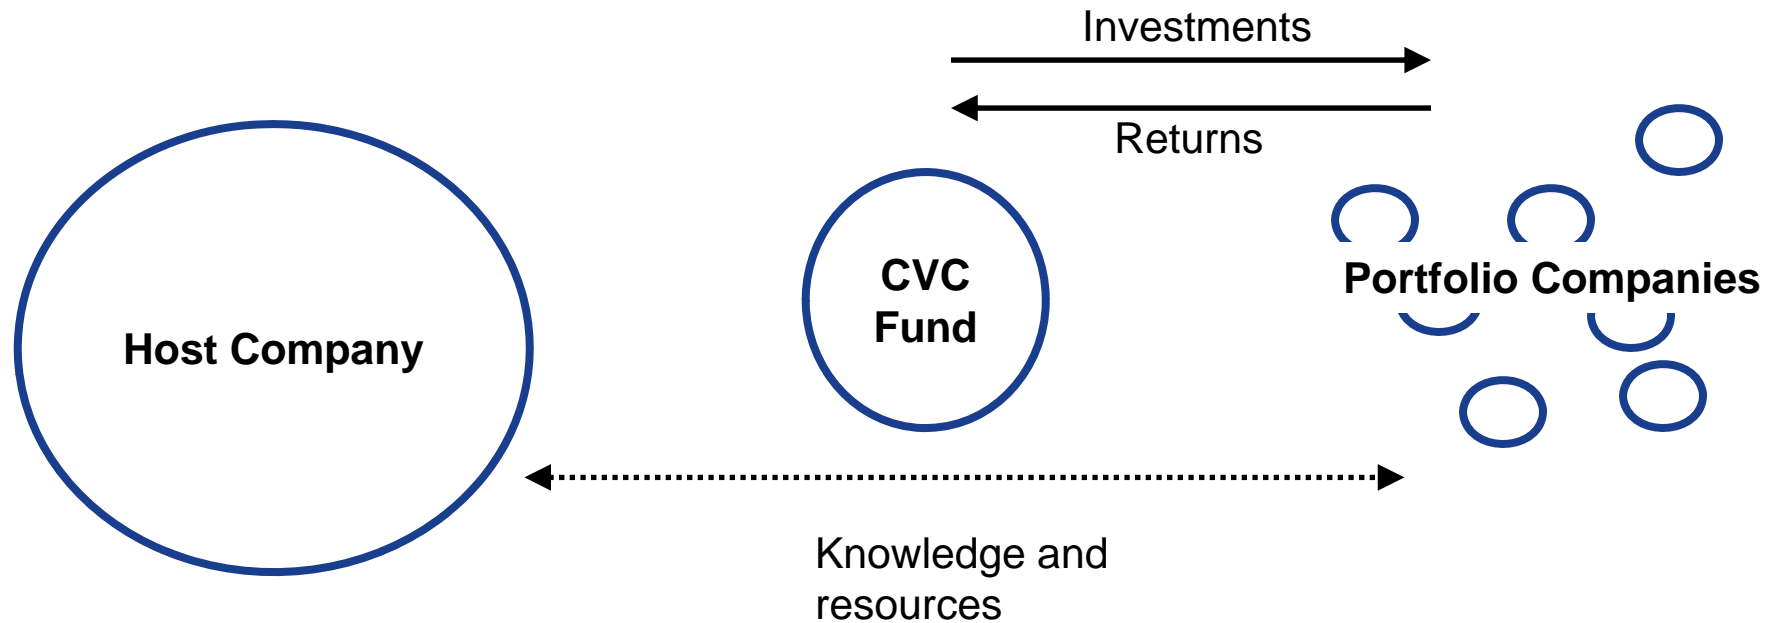 Investments
Returns
Host Company
CVC
Fund
Portfolio Companies
Knowledge and
resources